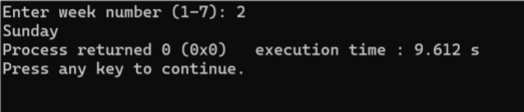 Enter week number (1-7): 2
Sunday
Process returned 0 (0x0)   execution time : 9.612 s
Press any key to continue.